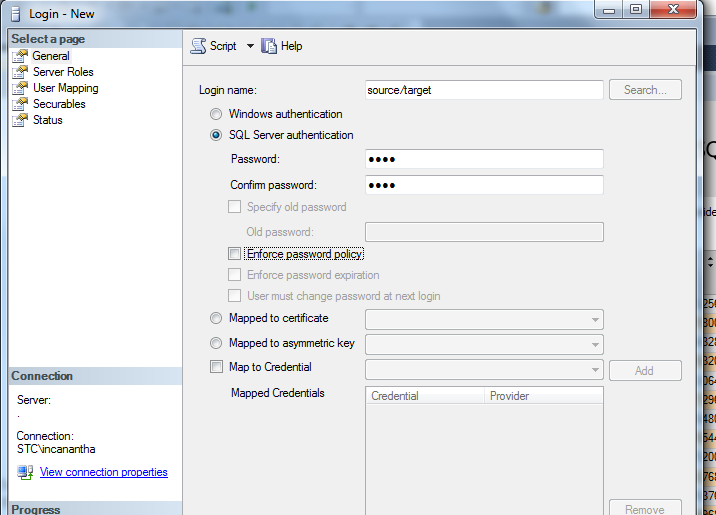 Login - New
Select a page
General
Server Roles
User Mapping
Securables
Status
Script
Help
Login name:
source/target
Search...
Windows authentication
SQL Server authentication
Password:
●●●●
Confirm password:
●●●●
Specify old password
Old password:
Enforce password policy
Enforce password expiration
User must change password at next login
Mapped to certificate
Mapped to asymmetric key
Map to Credential
Add
Mapped Credentials
Credential Provider
Remove
Connection
Server:
.
Connection:
STC\incanantha
View connection properties
Progress